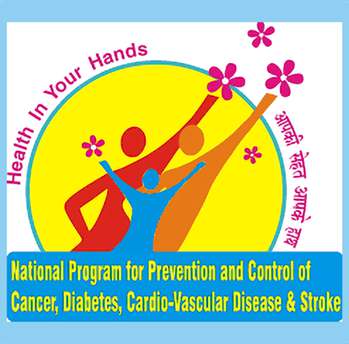 Health In Your Hands
आपकी सेहत आपके हाथ
National Program for Prevention and Control of
Cancer, Diabetes, Cardio-Vascular Disease & Stroke